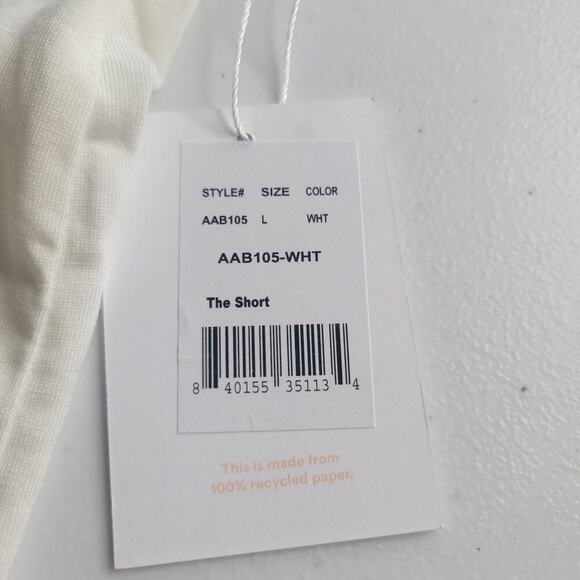 STYLE# SIZE COLOR
AAB105 L WHT
AAB105-WHT
The Short
8 40155 35113 4
This is made from
100% recycled paper.